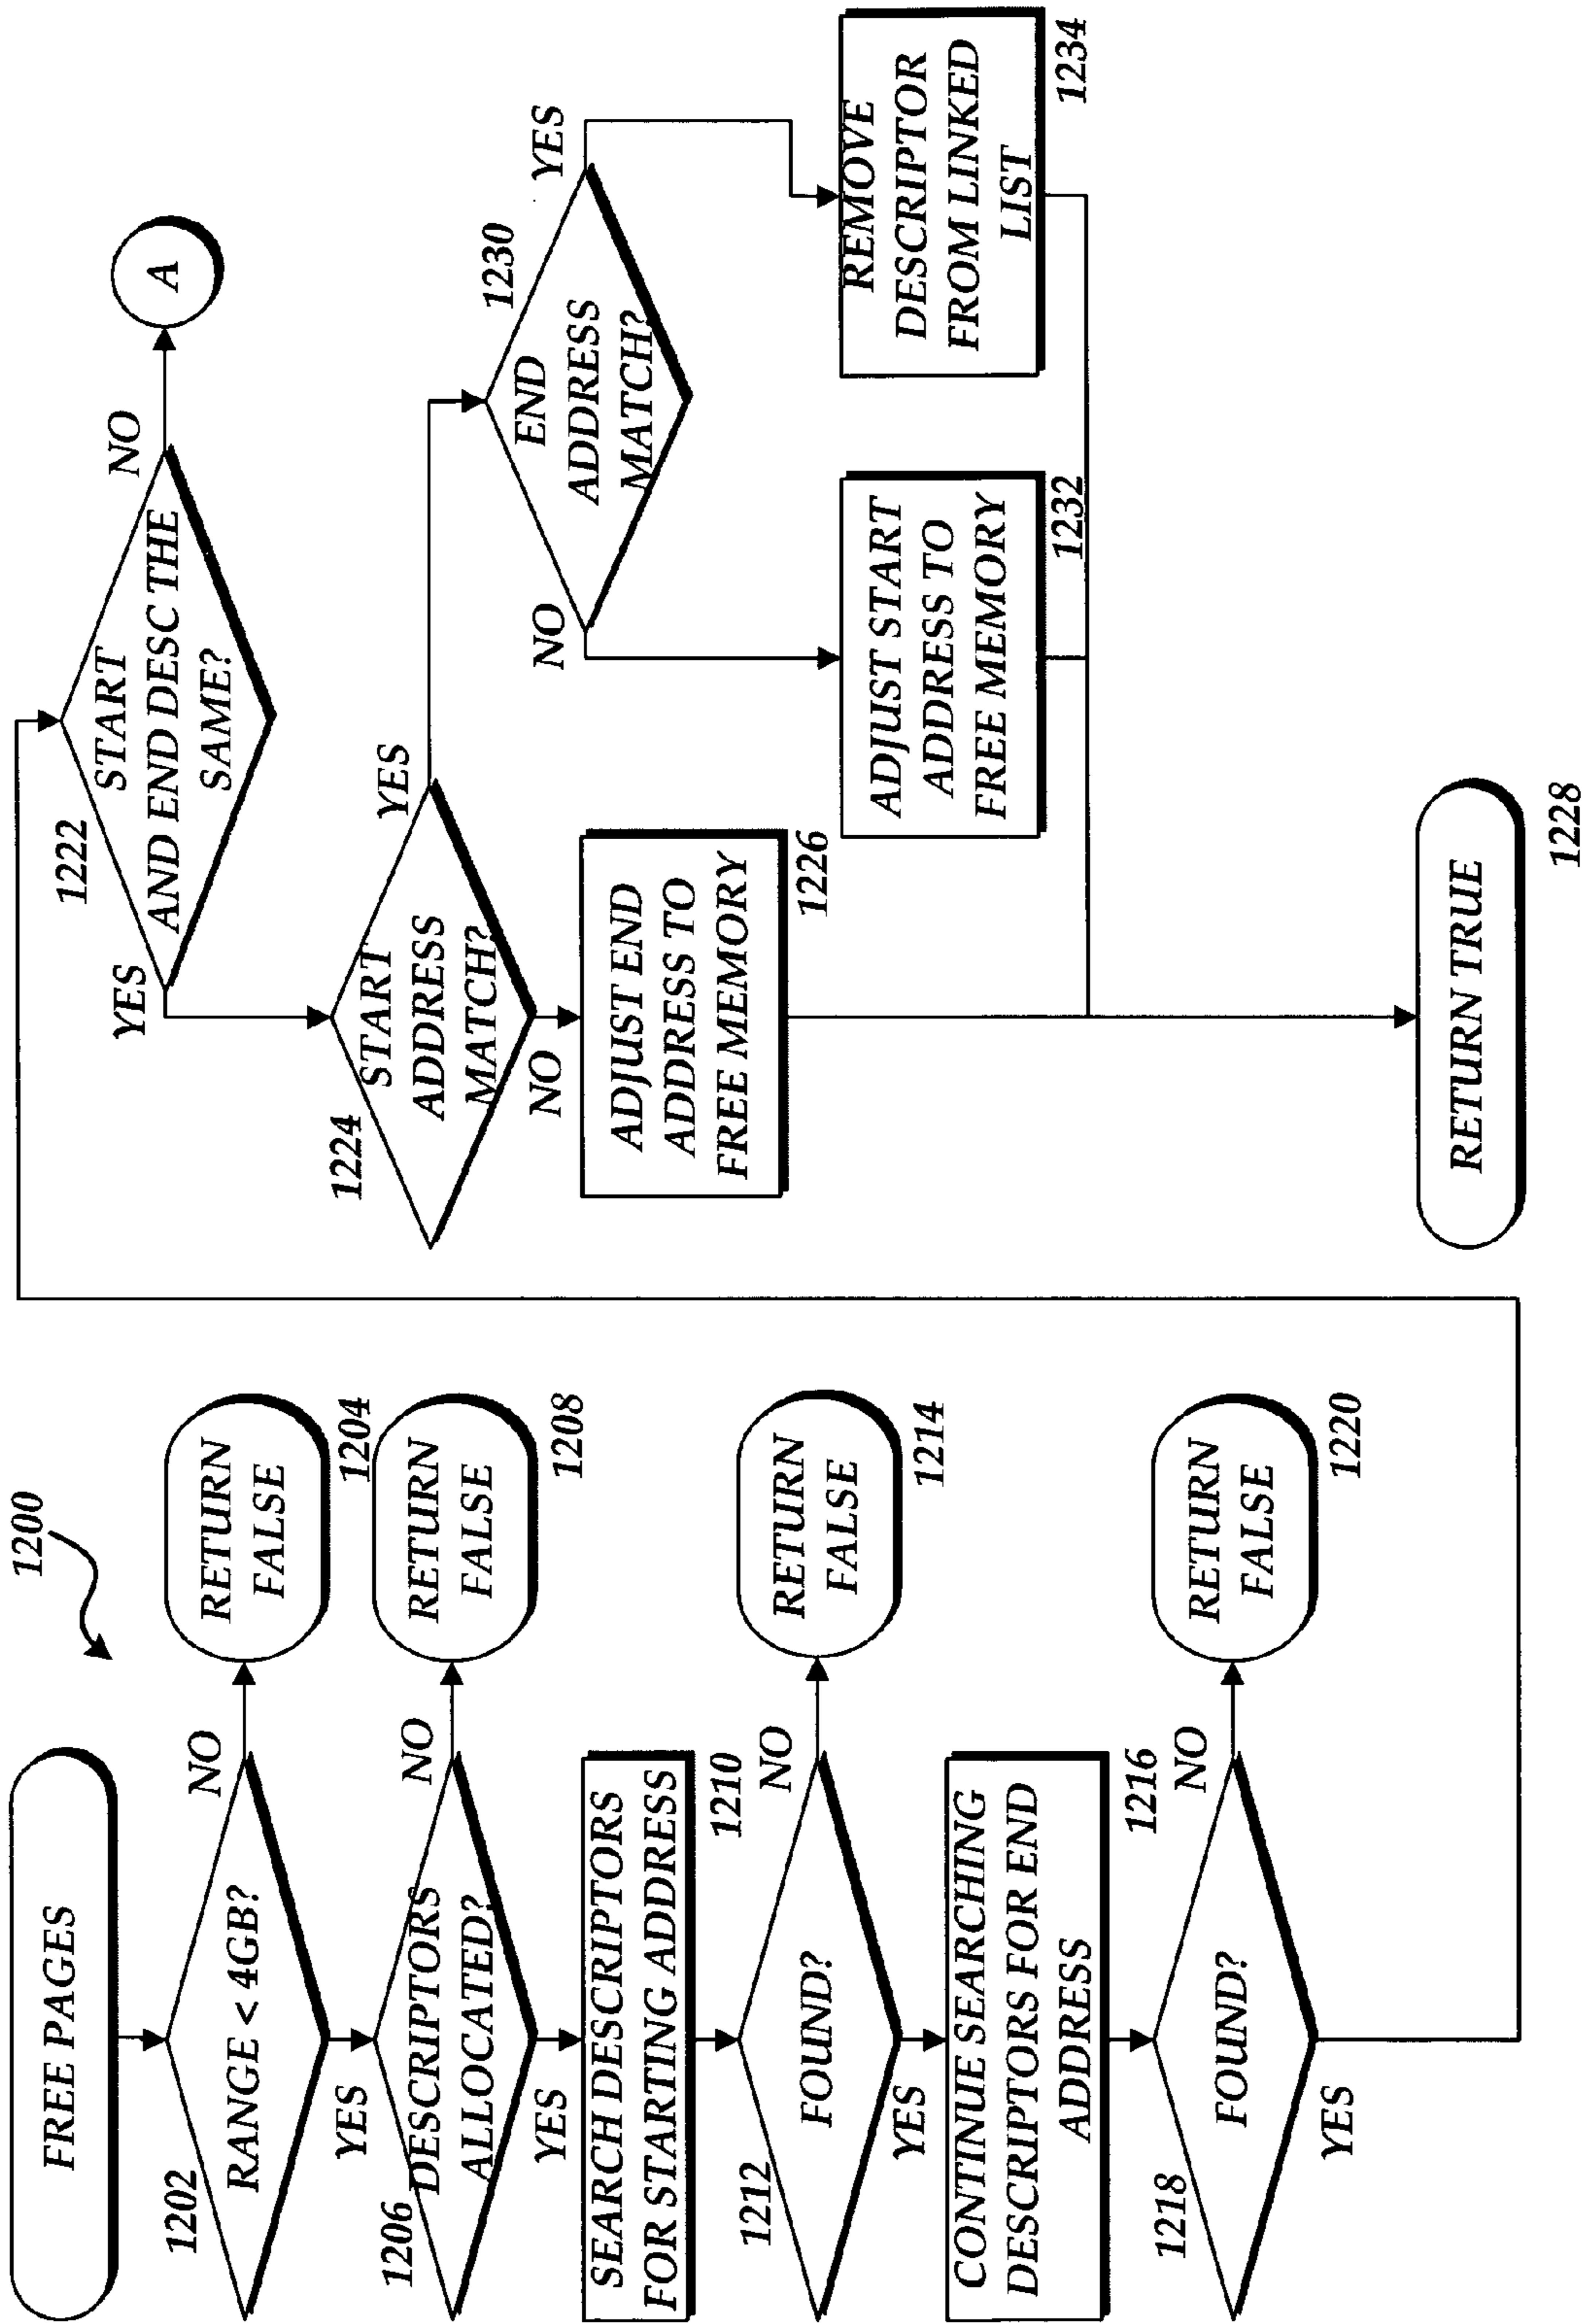 1200
FREE PAGES
1202
RANGE < 4GB?
NO
RETURN
FALSE
1204
YES
1206
DESCRIPTORS
ALLOCATED?
NO
RETURN
FALSE
1208
YES
SEARCH DESCRIPTORS
FOR STARTING ADDRESS
1210
1212
FOUND?
NO
RETURN
FALSE
1214
YES
CONTINUE SEARCHING
DESCRIPTORS FOR END
ADDRESS
1216
1218
FOUND?
NO
RETURN
FALSE
1220
YES
1222
START
AND END DESC THE
SAME?
NO
A
YES
1224
START
ADDRESS
MATCH?
YES
NO
ADJUST END
ADDRESS TO
FREE MEMORY
1226
1230
END
ADDRESS
MATCH?
YES
NO
ADJUST START
ADDRESS TO
FREE MEMORY
1232
REMOVE
DESCRIPTOR
FROM LINKED
LIST
1234
RETURN TRUE
1228